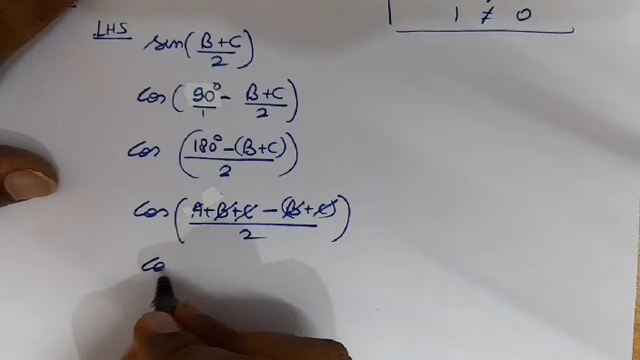 1 ≠ 0
LHS sin(B+C/2)
cos(90°/1 - B+C/2)
cos(180°-(B+C)/2)
cos(A+B+C-(B+C)/2)
co